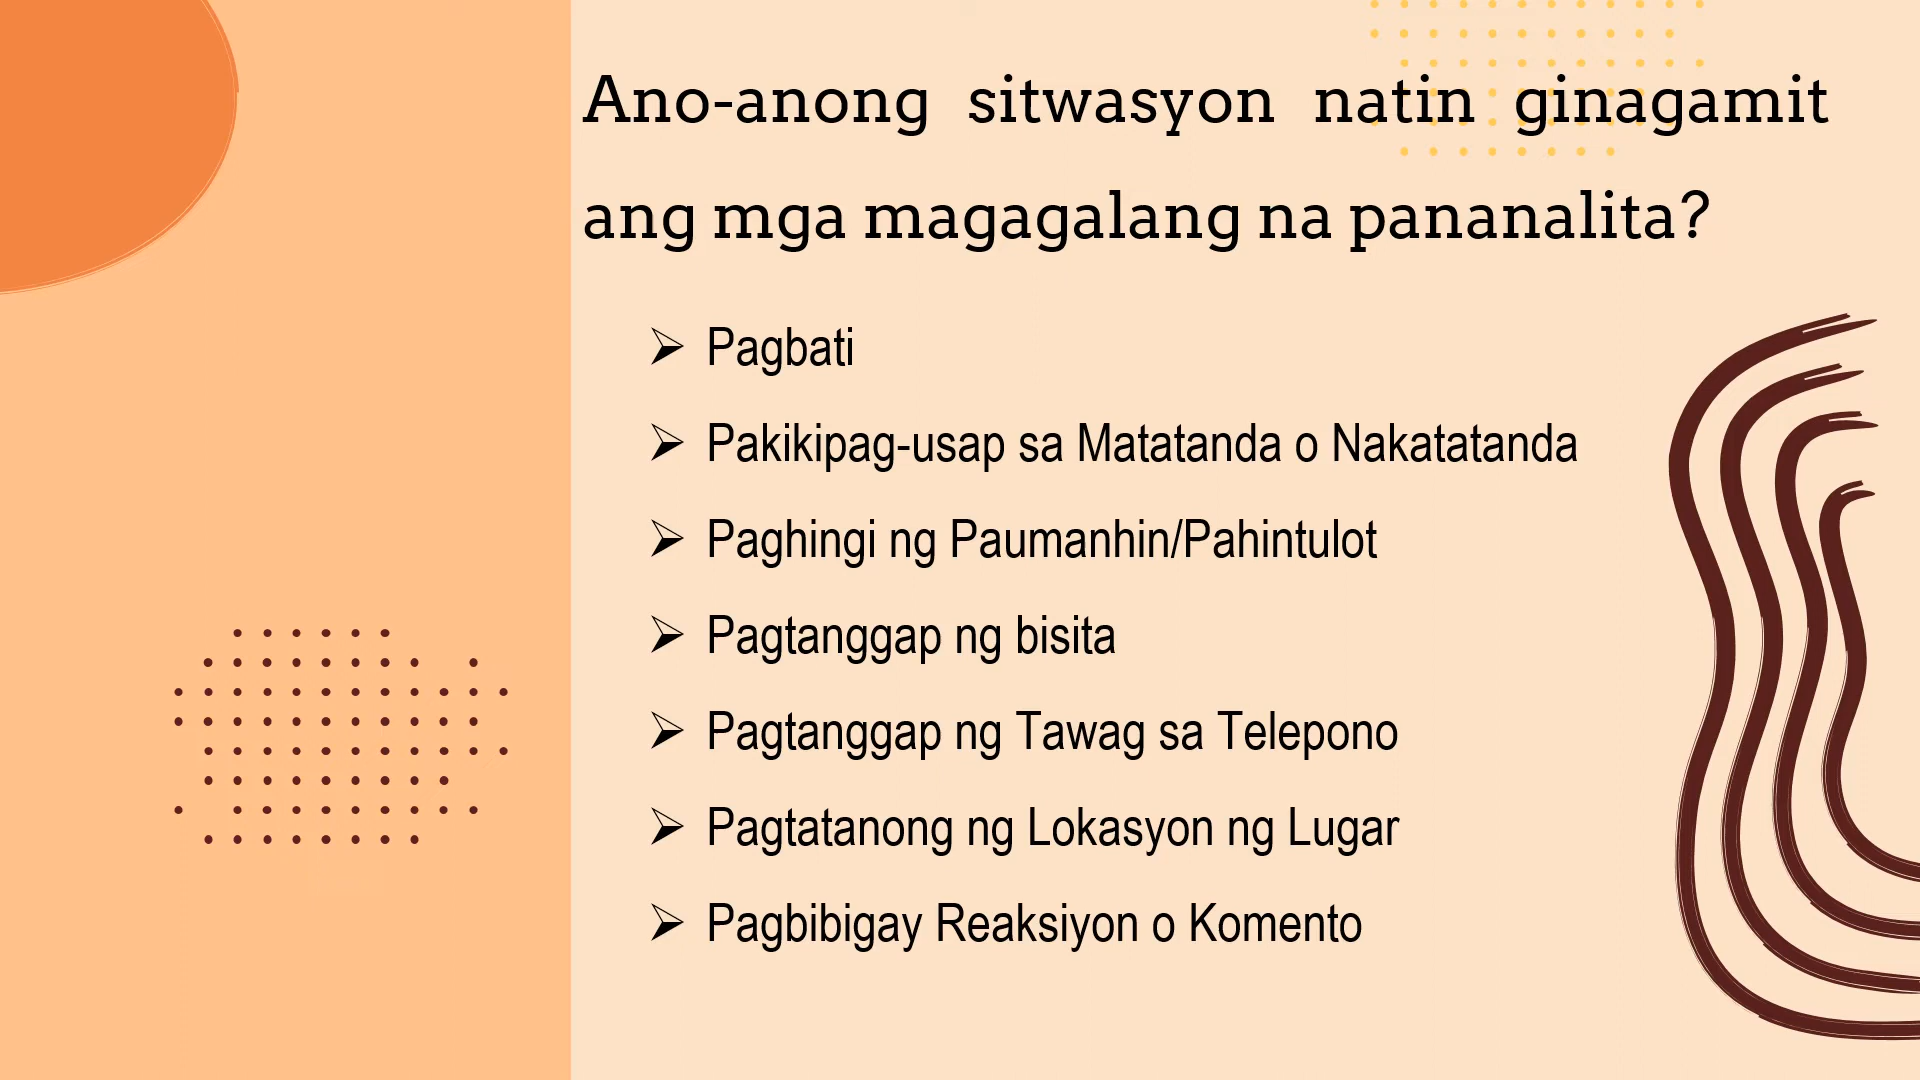 Ano-anong sitwasyon natin ginagamit
ang mga magagalang na pananalita?
➢ Pagbati
➢ Pakikipag-usap sa Matatanda o Nakatatanda
➢ Paghingi ng Paumanhin/Pahintulot
➢ Pagtanggap ng bisita
➢ Pagtanggap ng Tawag sa Telepono
➢ Pagtatanong ng Lokasyon ng Lugar
➢ Pagbibigay Reaksiyon o Komento